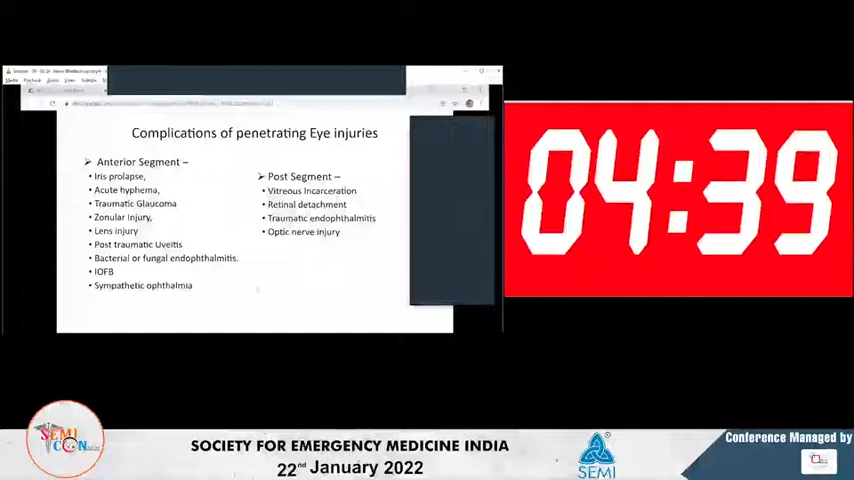 Complications of penetrating Eye injuries
➢ Anterior Segment –
• Iris prolapse,
• Acute hyphema,
• Traumatic Glaucoma
• Zonular Injury,
• Lens injury
• Post traumatic Uveitis
• Bacterial or fungal endophthalmitis.
• IOFB
• Sympathetic ophthalmia
➢ Post Segment –
• Vitreous Incarceration
• Retinal detachment
• Traumatic endophthalmitis
• Optic nerve injury
04:39
SEMI
CON
SOCIETY FOR EMERGENCY MEDICINE INDIA
22nd January 2022
SEMI
Conference Managed by